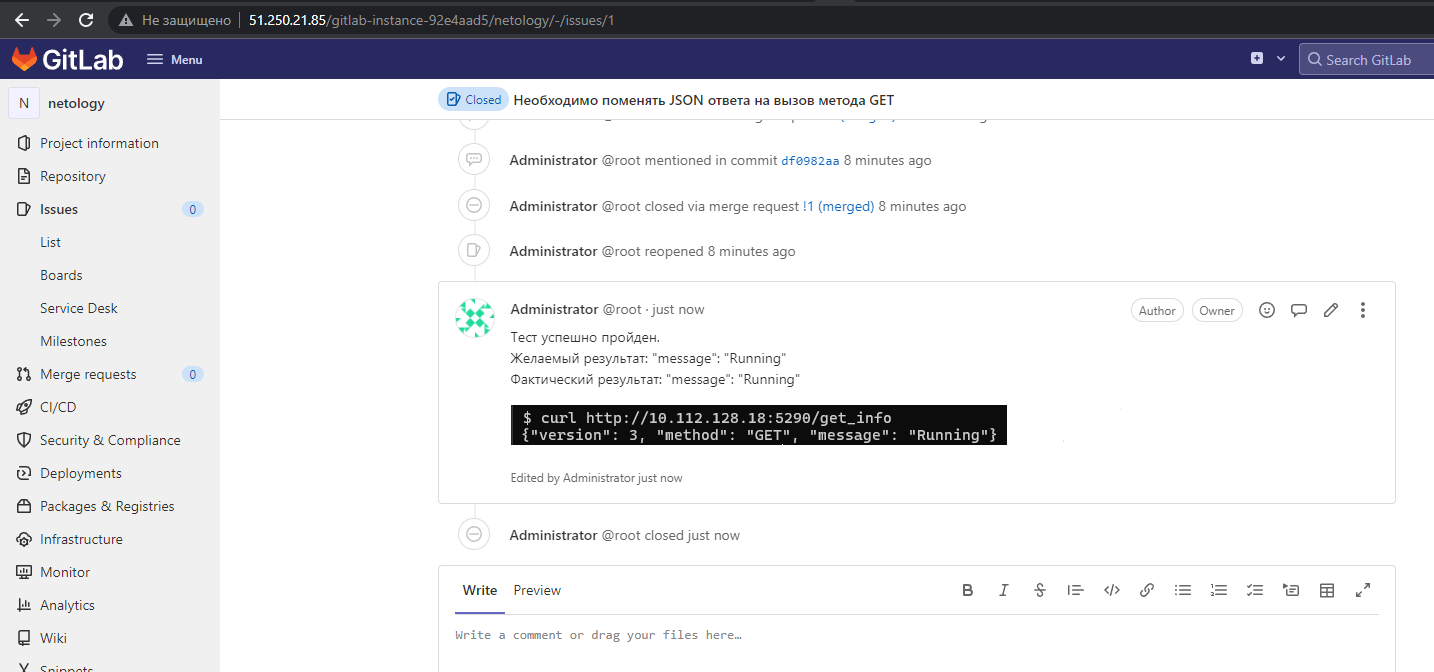 Не защищено 51.250.21.85/gitlab-instance-92e4aad5/netology/-/issues/1
GitLab Menu Search GitLab
N netology
Project information
Repository
Issues 0
List
Boards
Service Desk
Milestones
Merge requests 0
CI/CD
Security & Compliance
Deployments
Packages & Registries
Infrastructure
Monitor
Analytics
Wiki
Snippets
Closed Необходимо поменять JSON ответа на вызов метода GET
Administrator @root mentioned in commit df0982aa 8 minutes ago
Administrator @root closed via merge request !1 (merged) 8 minutes ago
Administrator @root reopened 8 minutes ago
Administrator @root · just now Author Owner
Тест успешно пройден.
Желаемый результат: "message": "Running"
Фактический результат: "message": "Running"
$ curl http://10.112.128.18:5290/get_info
{"version": 3, "method": "GET", "message": "Running"}
Edited by Administrator just now
Administrator @root closed just now
Write Preview
Write a comment or drag your files here…